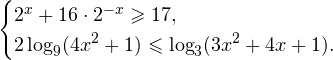 2^x + 16 · 2^{−x} ⩾ 17,
2 log_9(4x^2 + 1) ⩽ log_3(3x^2 + 4x + 1).